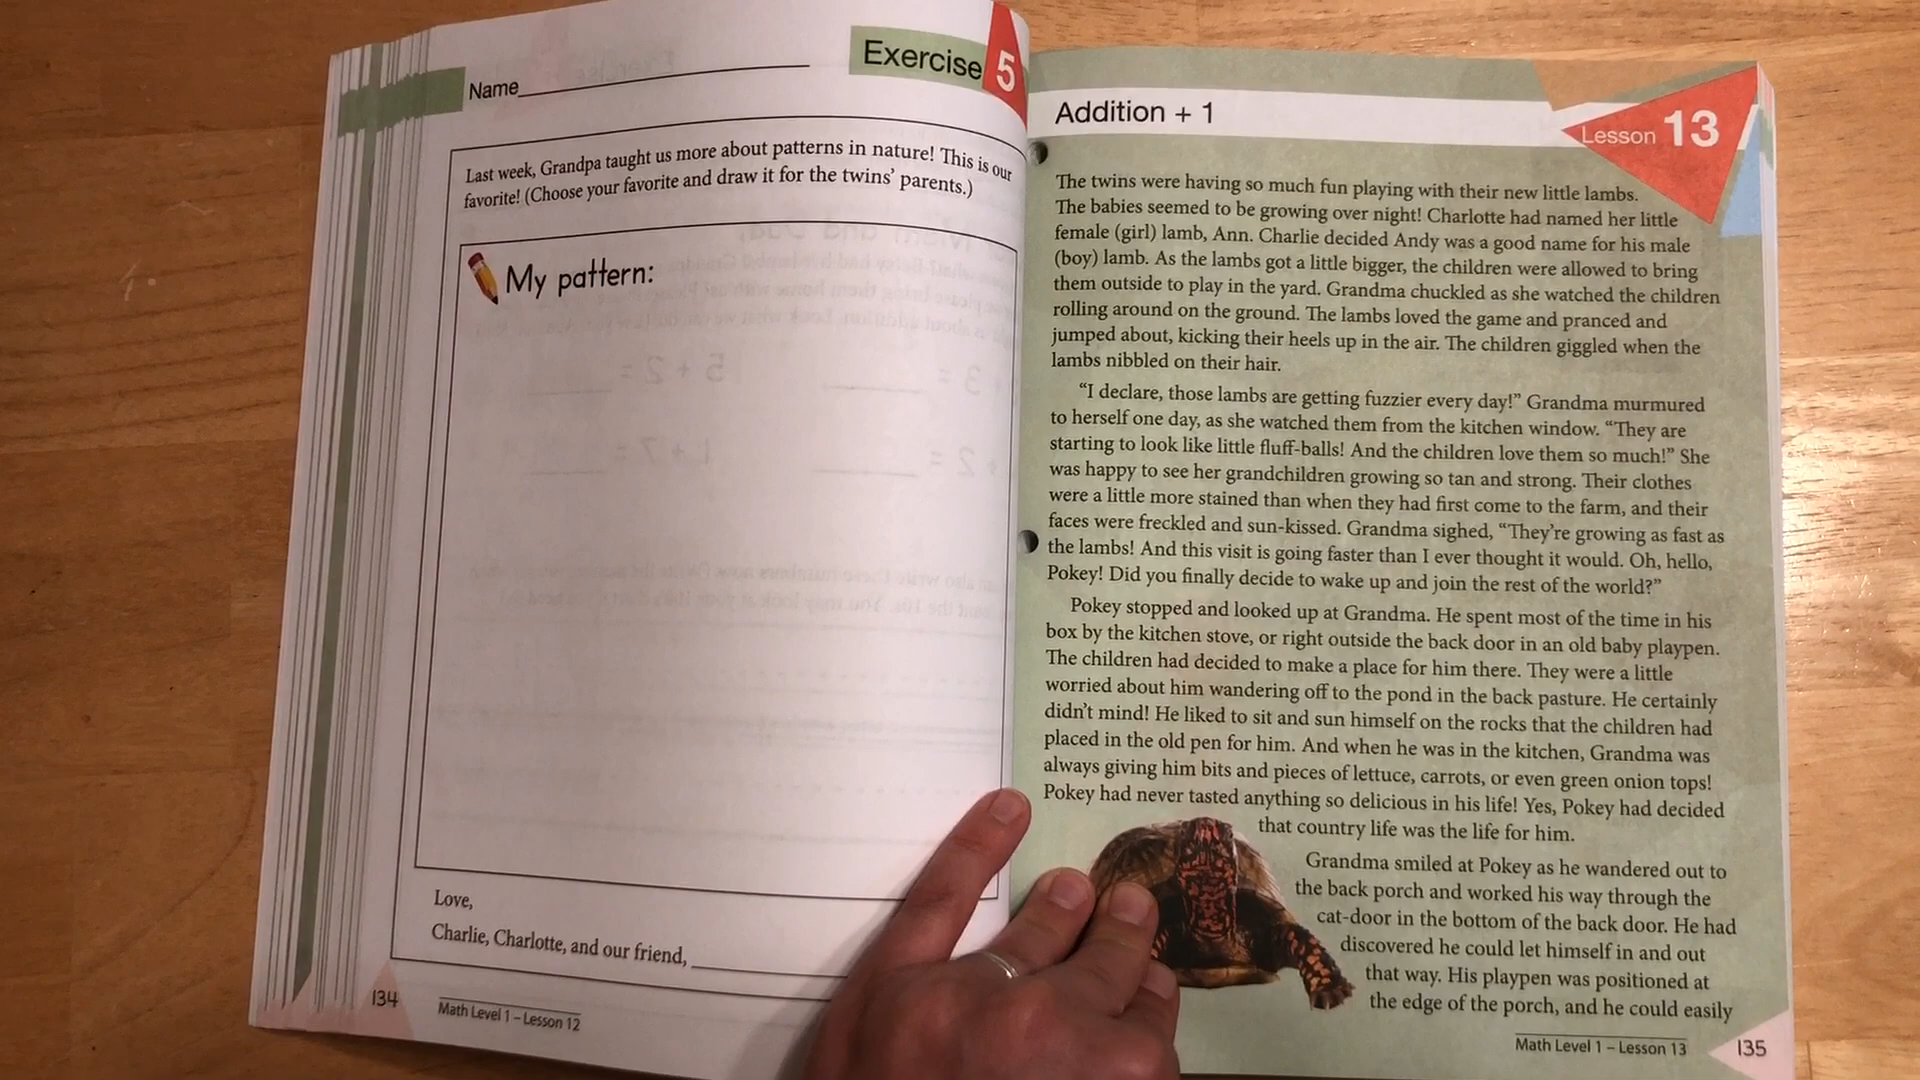 Exercise 5
Name
Last week, Grandpa taught us more about patterns in nature! This is our
favorite! (Choose your favorite and draw it for the twins' parents.)
My pattern:
Love,
Charlie, Charlotte, and our friend,
134
Math Level 1 – Lesson 12
Addition + 1
Lesson 13
The twins were having so much fun playing with their new little lambs.
The babies seemed to be growing over night! Charlotte had named her little
female (girl) lamb, Ann. Charlie decided Andy was a good name for his male
(boy) lamb. As the lambs got a little bigger, the children were allowed to bring
them outside to play in the yard. Grandma chuckled as she watched the children
rolling around on the ground. The lambs loved the game and pranced and
jumped about, kicking their heels up in the air. The children giggled when the
lambs nibbled on their hair.
“I declare, those lambs are getting fuzzier every day!” Grandma murmured
to herself one day, as she watched them from the kitchen window. “They are
starting to look like little fluff-balls! And the children love them so much!” She
was happy to see her grandchildren growing so tan and strong. Their clothes
were a little more stained than when they had first come to the farm, and their
faces were freckled and sun-kissed. Grandma sighed, “They’re growing as fast as
the lambs! And this visit is going faster than I ever thought it would. Oh, hello,
Pokey! Did you finally decide to wake up and join the rest of the world?”
Pokey stopped and looked up at Grandma. He spent most of the time in his
box by the kitchen stove, or right outside the back door in an old baby playpen.
The children had decided to make a place for him there. They were a little
worried about him wandering off to the pond in the back pasture. He certainly
didn’t mind! He liked to sit and sun himself on the rocks that the children had
placed in the old pen for him. And when he was in the kitchen, Grandma was
always giving him bits and pieces of lettuce, carrots, or even green onion tops!
Pokey had never tasted anything so delicious in his life! Yes, Pokey had decided
that country life was the life for him.
Grandma smiled at Pokey as he wandered out to
the back porch and worked his way through the
cat-door in the bottom of the back door. He had
discovered he could let himself in and out
that way. His playpen was positioned at
the edge of the porch, and he could easily
Math Level 1 – Lesson 13
135